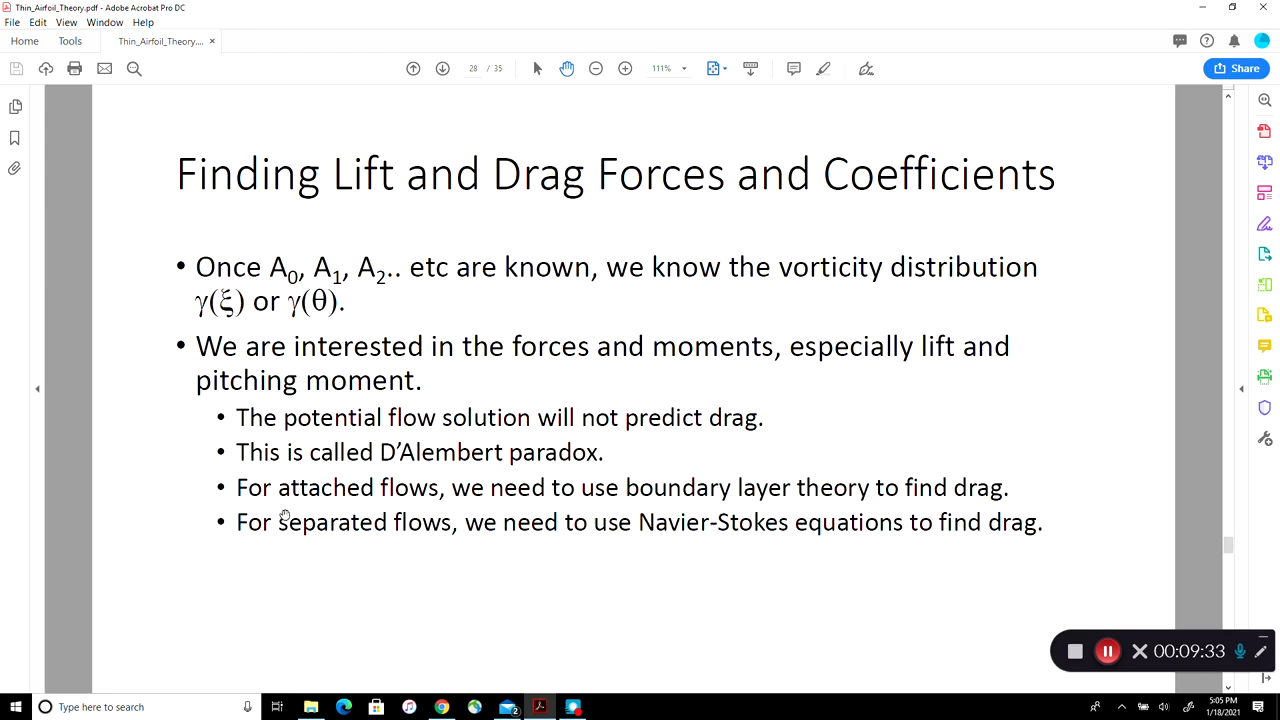 Thin_Airfoil_Theory.pdf - Adobe Acrobat Pro DC
File Edit View Window Help
Home Tools Thin_Airfoil_Theory.... ×
28 / 35 111% Share
Finding Lift and Drag Forces and Coefficients
• Once A₀, A₁, A₂.. etc are known, we know the vorticity distribution
γ(ξ) or γ(θ).
• We are interested in the forces and moments, especially lift and
pitching moment.
• The potential flow solution will not predict drag.
• This is called D’Alembert paradox.
• For attached flows, we need to use boundary layer theory to find drag.
• For separated flows, we need to use Navier-Stokes equations to find drag.
00:09:33
Type here to search
2
5:05 PM
1/18/2021